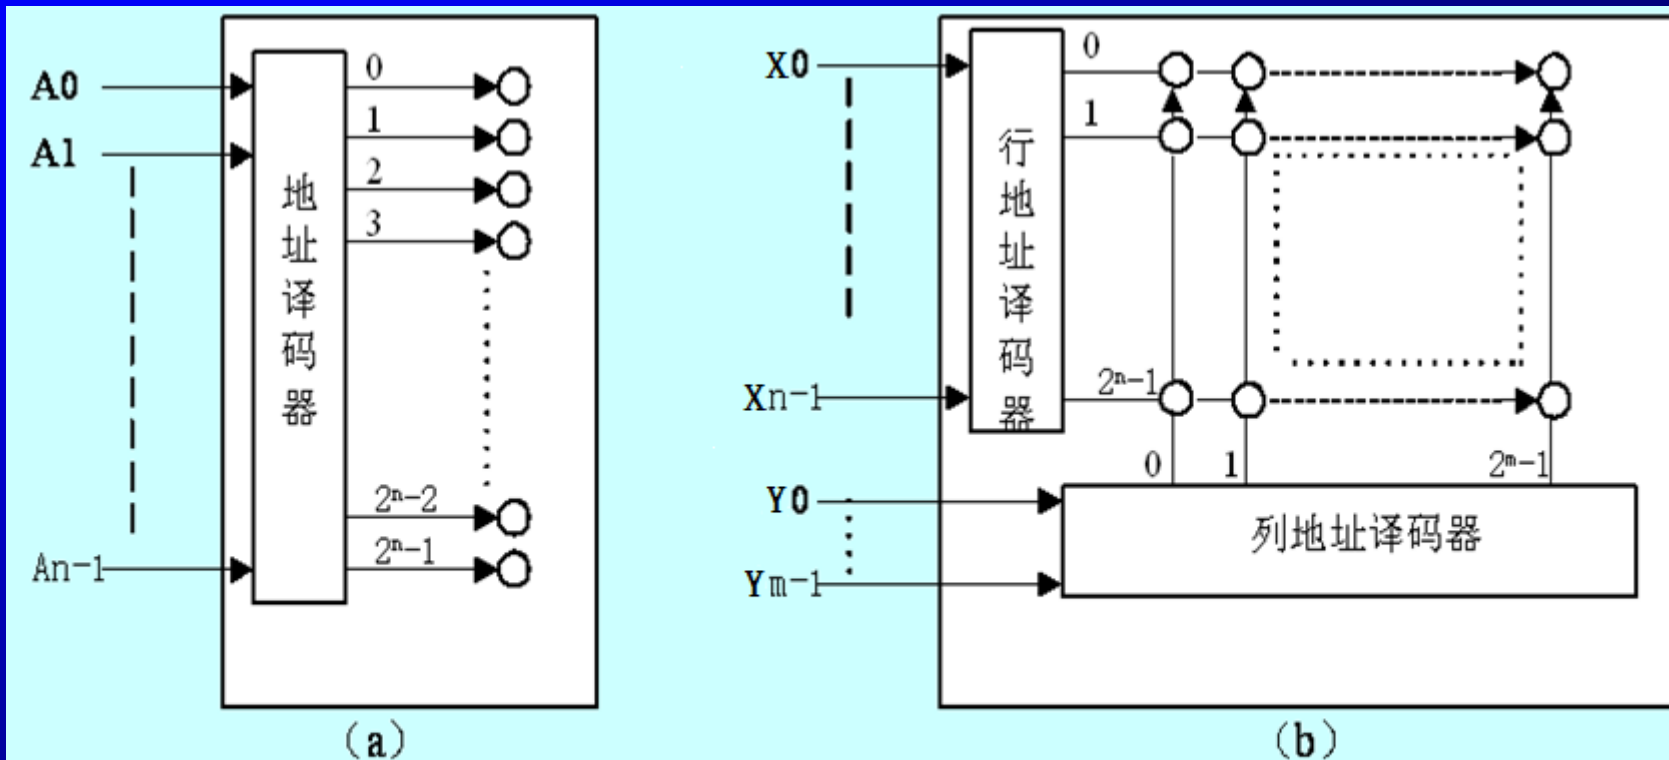 A0
A1
An-1
地址译码器
0
1
2
3
2ⁿ-2
2ⁿ-1
(a)
X0
Xn-1
Y0
Ym-1
行地址译码器
0
1
2ⁿ-1
0 1 2ᵐ-1
列地址译码器
(b)